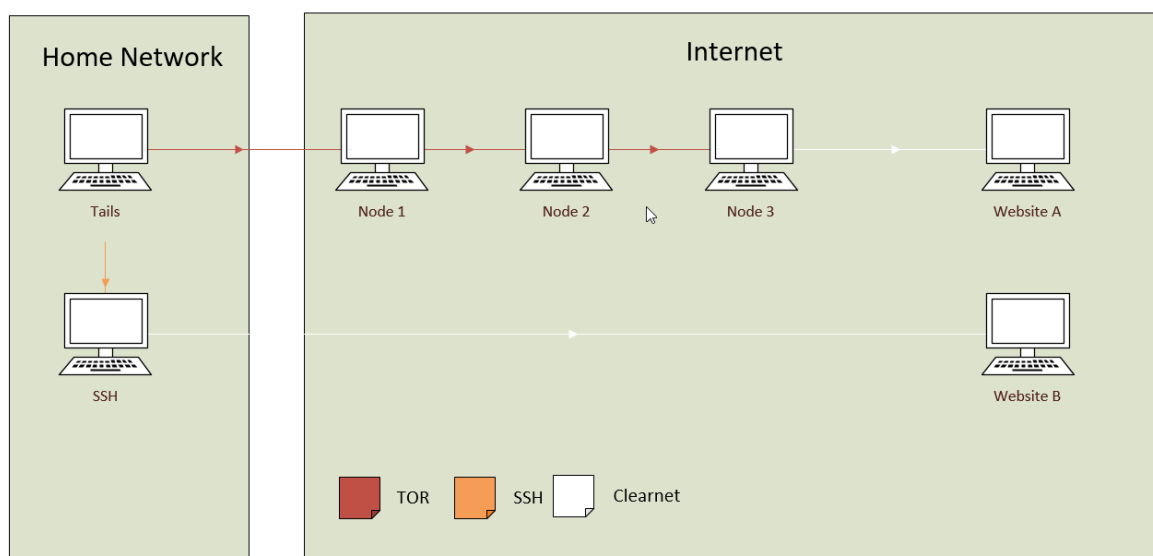 Home Network
Internet
Tails
Node 1
Node 2
Node 3
Website A
SSH
Website B
TOR
SSH
Clearnet